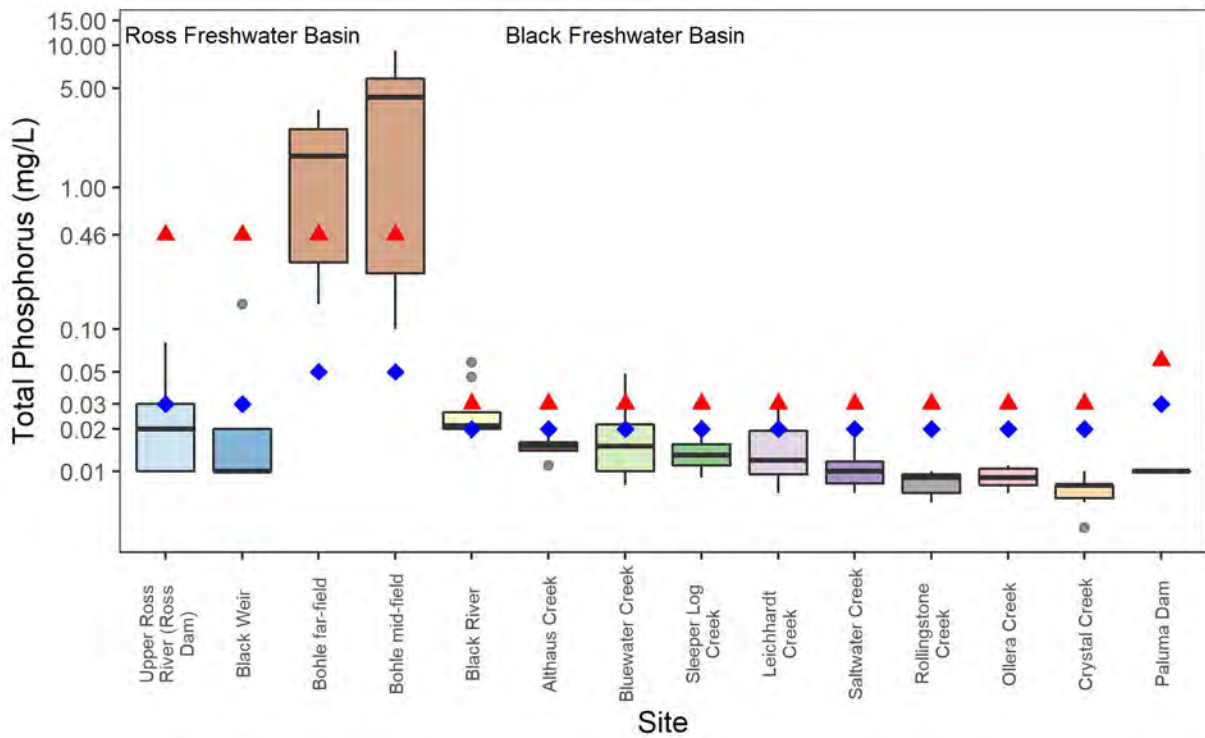 Ross Freshwater Basin
Black Freshwater Basin
Total Phosphorus (mg/L)
15.00
10.00
5.00
1.00
0.46
0.10
0.05
0.03
0.02
0.01
Upper Ross
River (Ross
Dam)
Black Weir
Bohle far-field
Bohle mid-field
Black River
Althaus Creek
Bluewater Creek
Sleeper Log
Creek
Leichhardt
Creek
Saltwater Creek
Rollingstone
Creek
Ollera Creek
Crystal Creek
Paluma Dam
Site